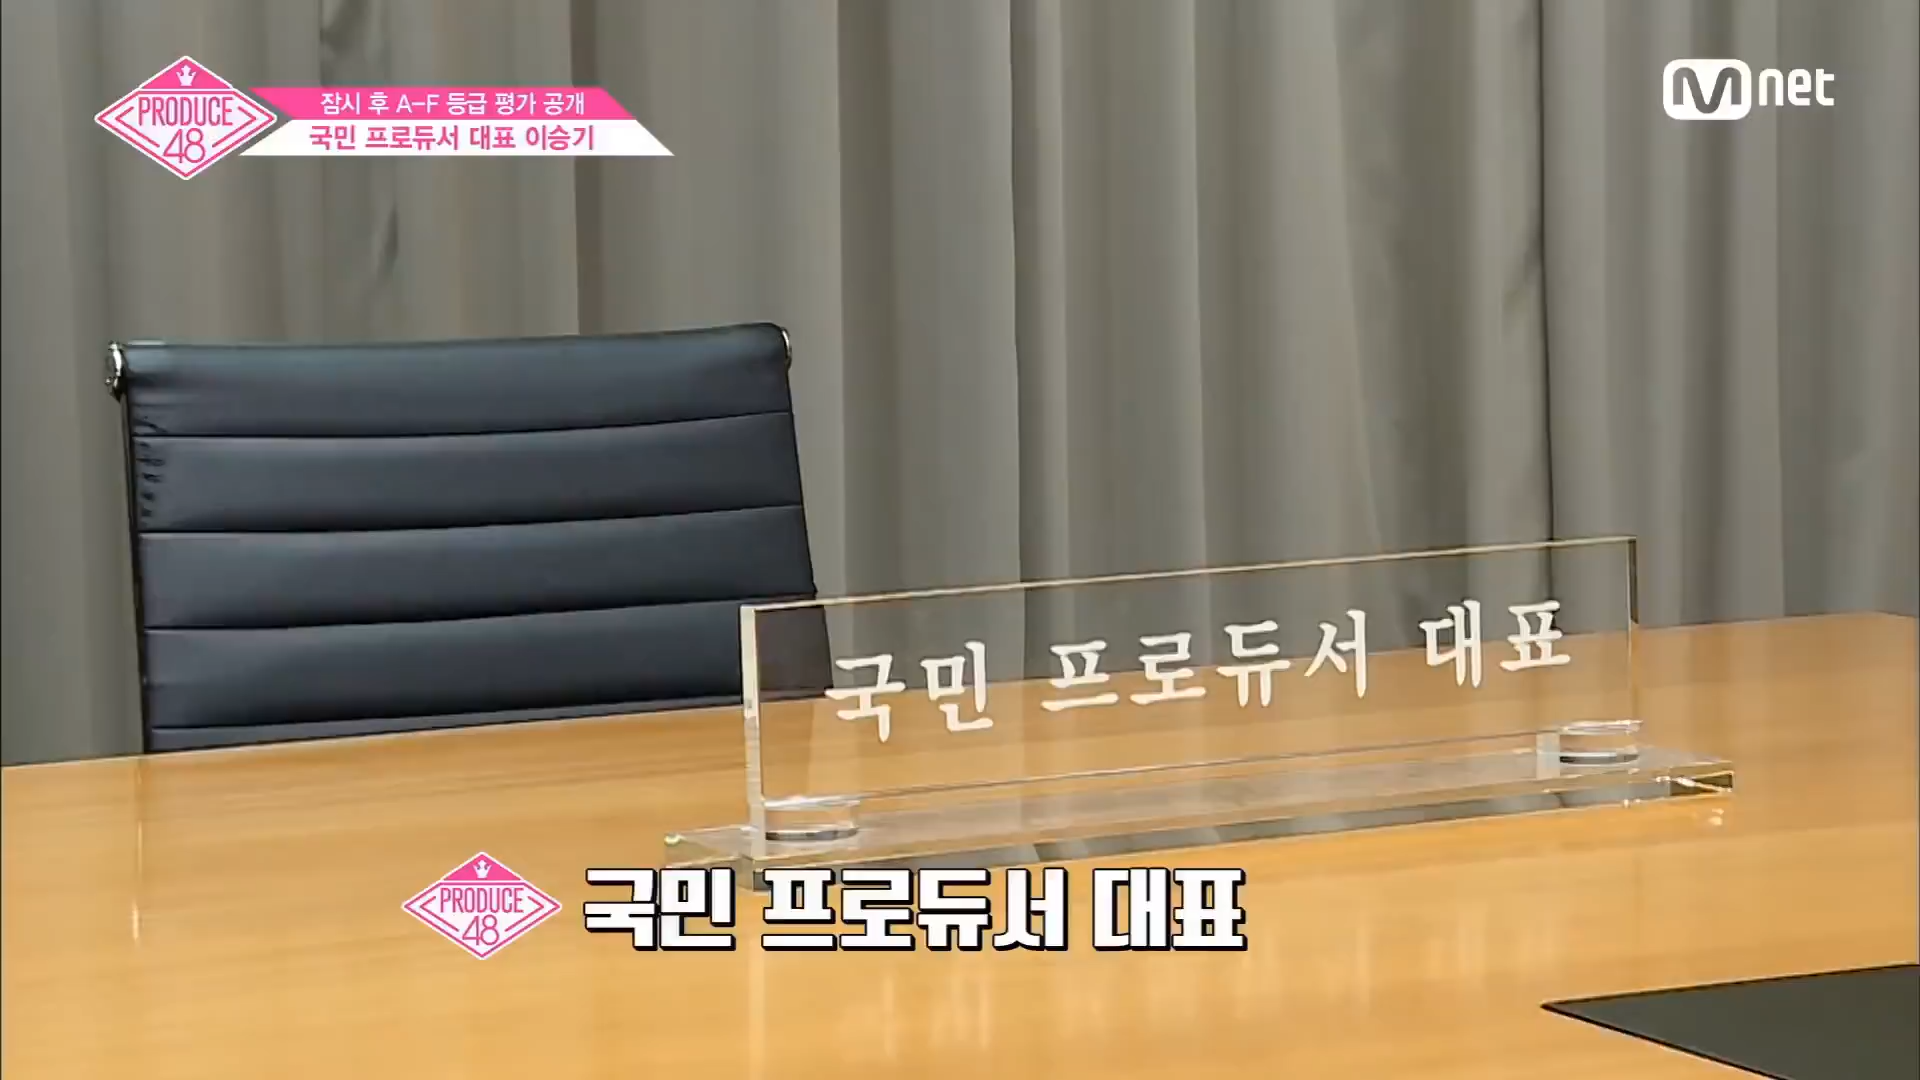 PRODUCE
48
잠시 후 A-F 등급 평가 공개
국민 프로듀서 대표 이승기
Mnet
국민 프로듀서 대표
PRODUCE
48
국민 프로듀서 대표